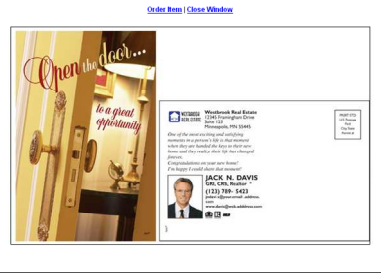 Order Item | Close Window
Open the door...
to a great
opportunity
WESTBROOK
REAL ESTATE
Westbrook Real Estate
12345 Framingham Drive
Suite 123
Minneapolis, MN 55445
One of the most exciting and satisfying
moments in a person's life is that moment
when they are handed the keys to their new
home and they realize their life has changed
forever.
Congratulations on your new home!
I'm happy I could share that moment!
JACK N. DAVIS
GRI, CRS, Realtor
(123) 789- 5423
com
www.davis@web.address.com